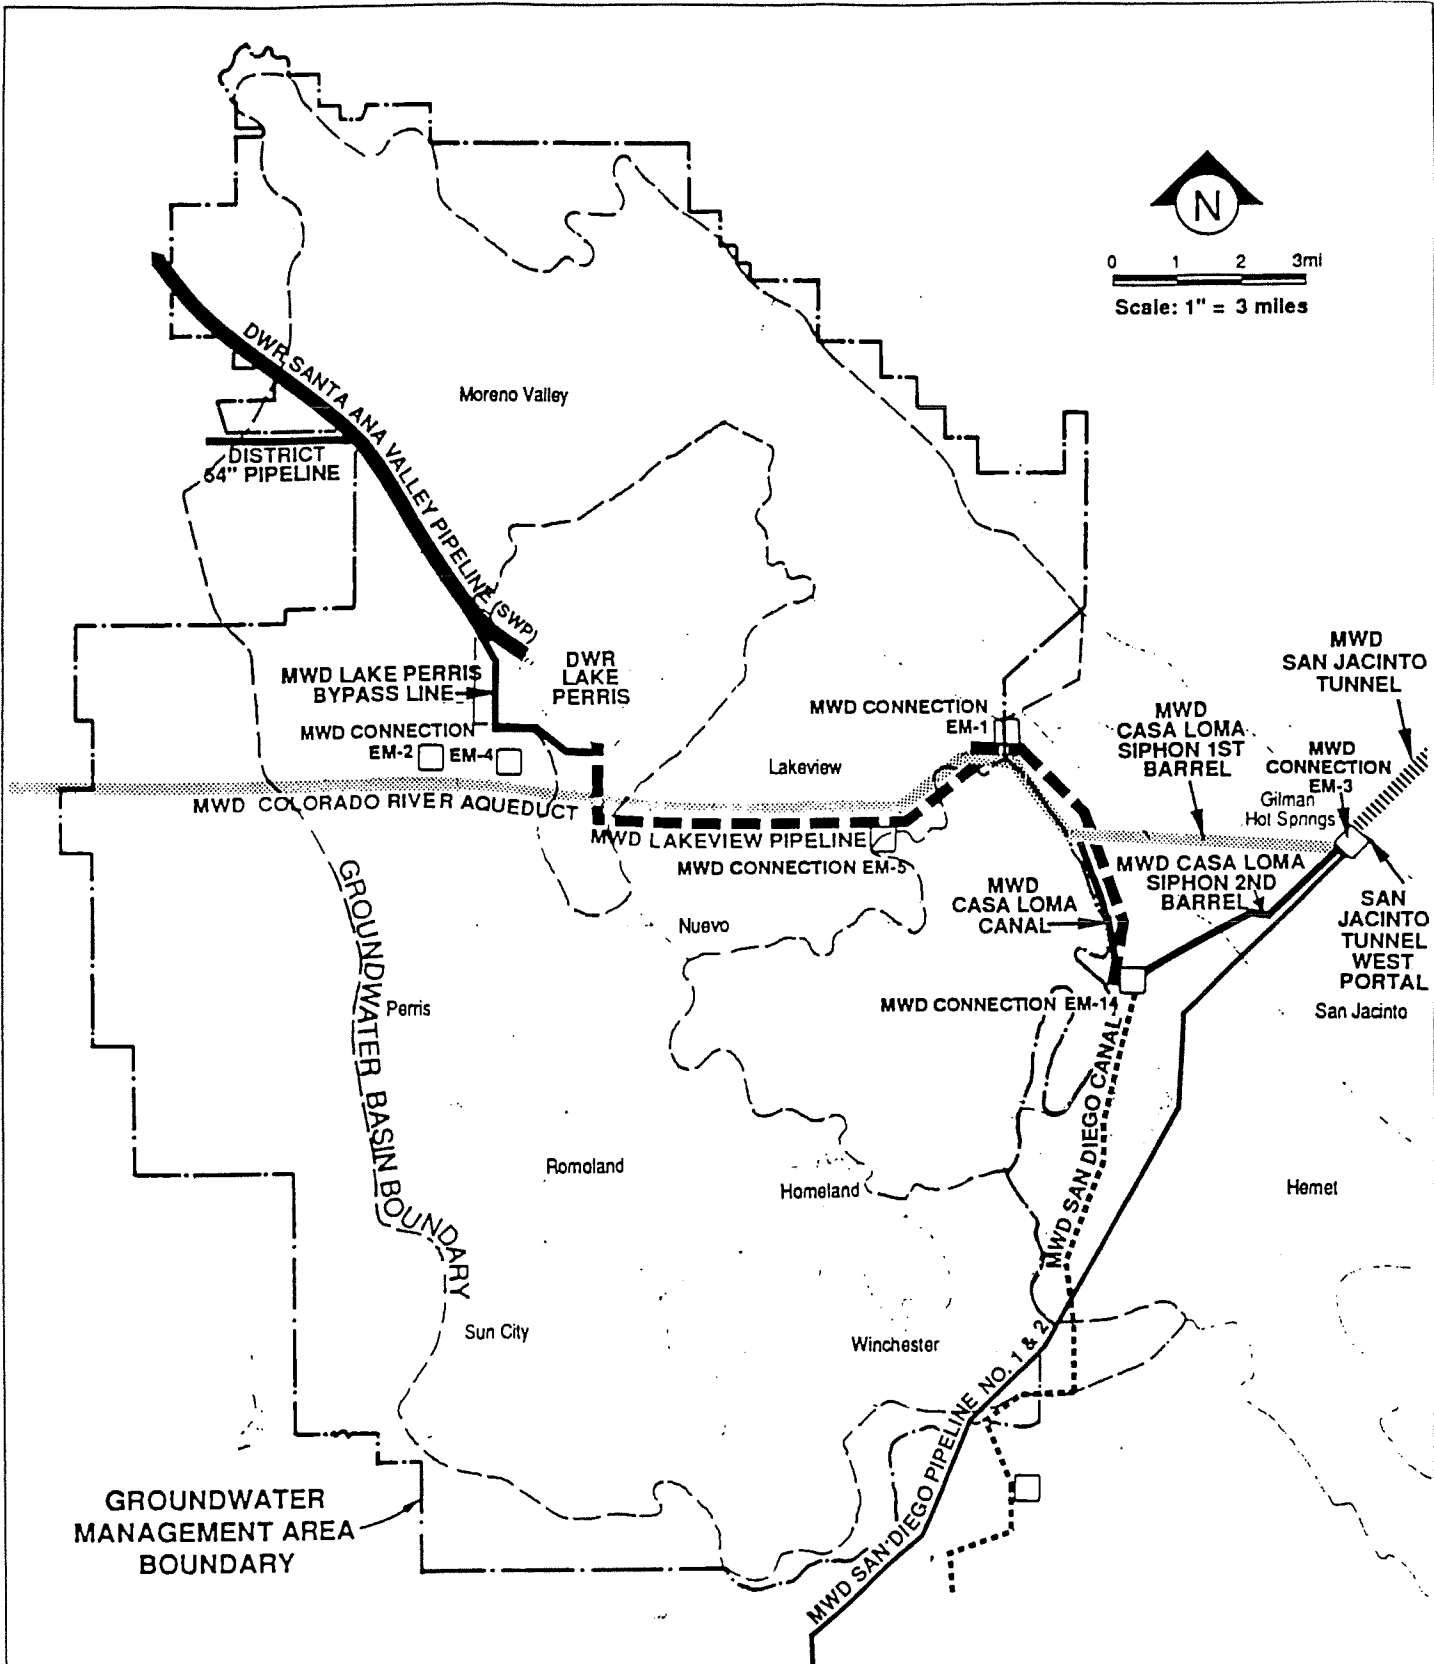 N
0 1 2 3mi
Scale: 1" = 3 miles
DWR SANTA ANA VALLEY PIPELINE (SWP)
Moreno Valley
DISTRICT
54" PIPELINE
MWD LAKE PERRIS
BYPASS LINE
DWR
LAKE
PERRIS
MWD CONNECTION
EM-2
EM-4
MWD CONNECTION
EM-1
Lakeview
MWD
SAN JACINTO
TUNNEL
MWD
CASA LOMA
SIPHON 1ST
BARREL
MWD
CONNECTION
EM-3
Gilman
Hot Springs
MWD COLORADO RIVER AQUEDUCT
MWD LAKEVIEW PIPELINE
MWD CONNECTION EM-5
MWD CASA LOMA
SIPHON 2ND
BARREL
MWD
CASA LOMA
CANAL
SAN
JACINTO
TUNNEL
WEST
PORTAL
Nuevo
MWD CONNECTION EM-14
San Jacinto
Perris
GROUNDWATER BASIN BOUNDARY
MWD SAN DIEGO CANAL
Romoland
Homeland
Hemet
Sun City
Winchester
MWD SAN DIEGO PIPELINE NO. 1 & 2
GROUNDWATER
MANAGEMENT AREA
BOUNDARY